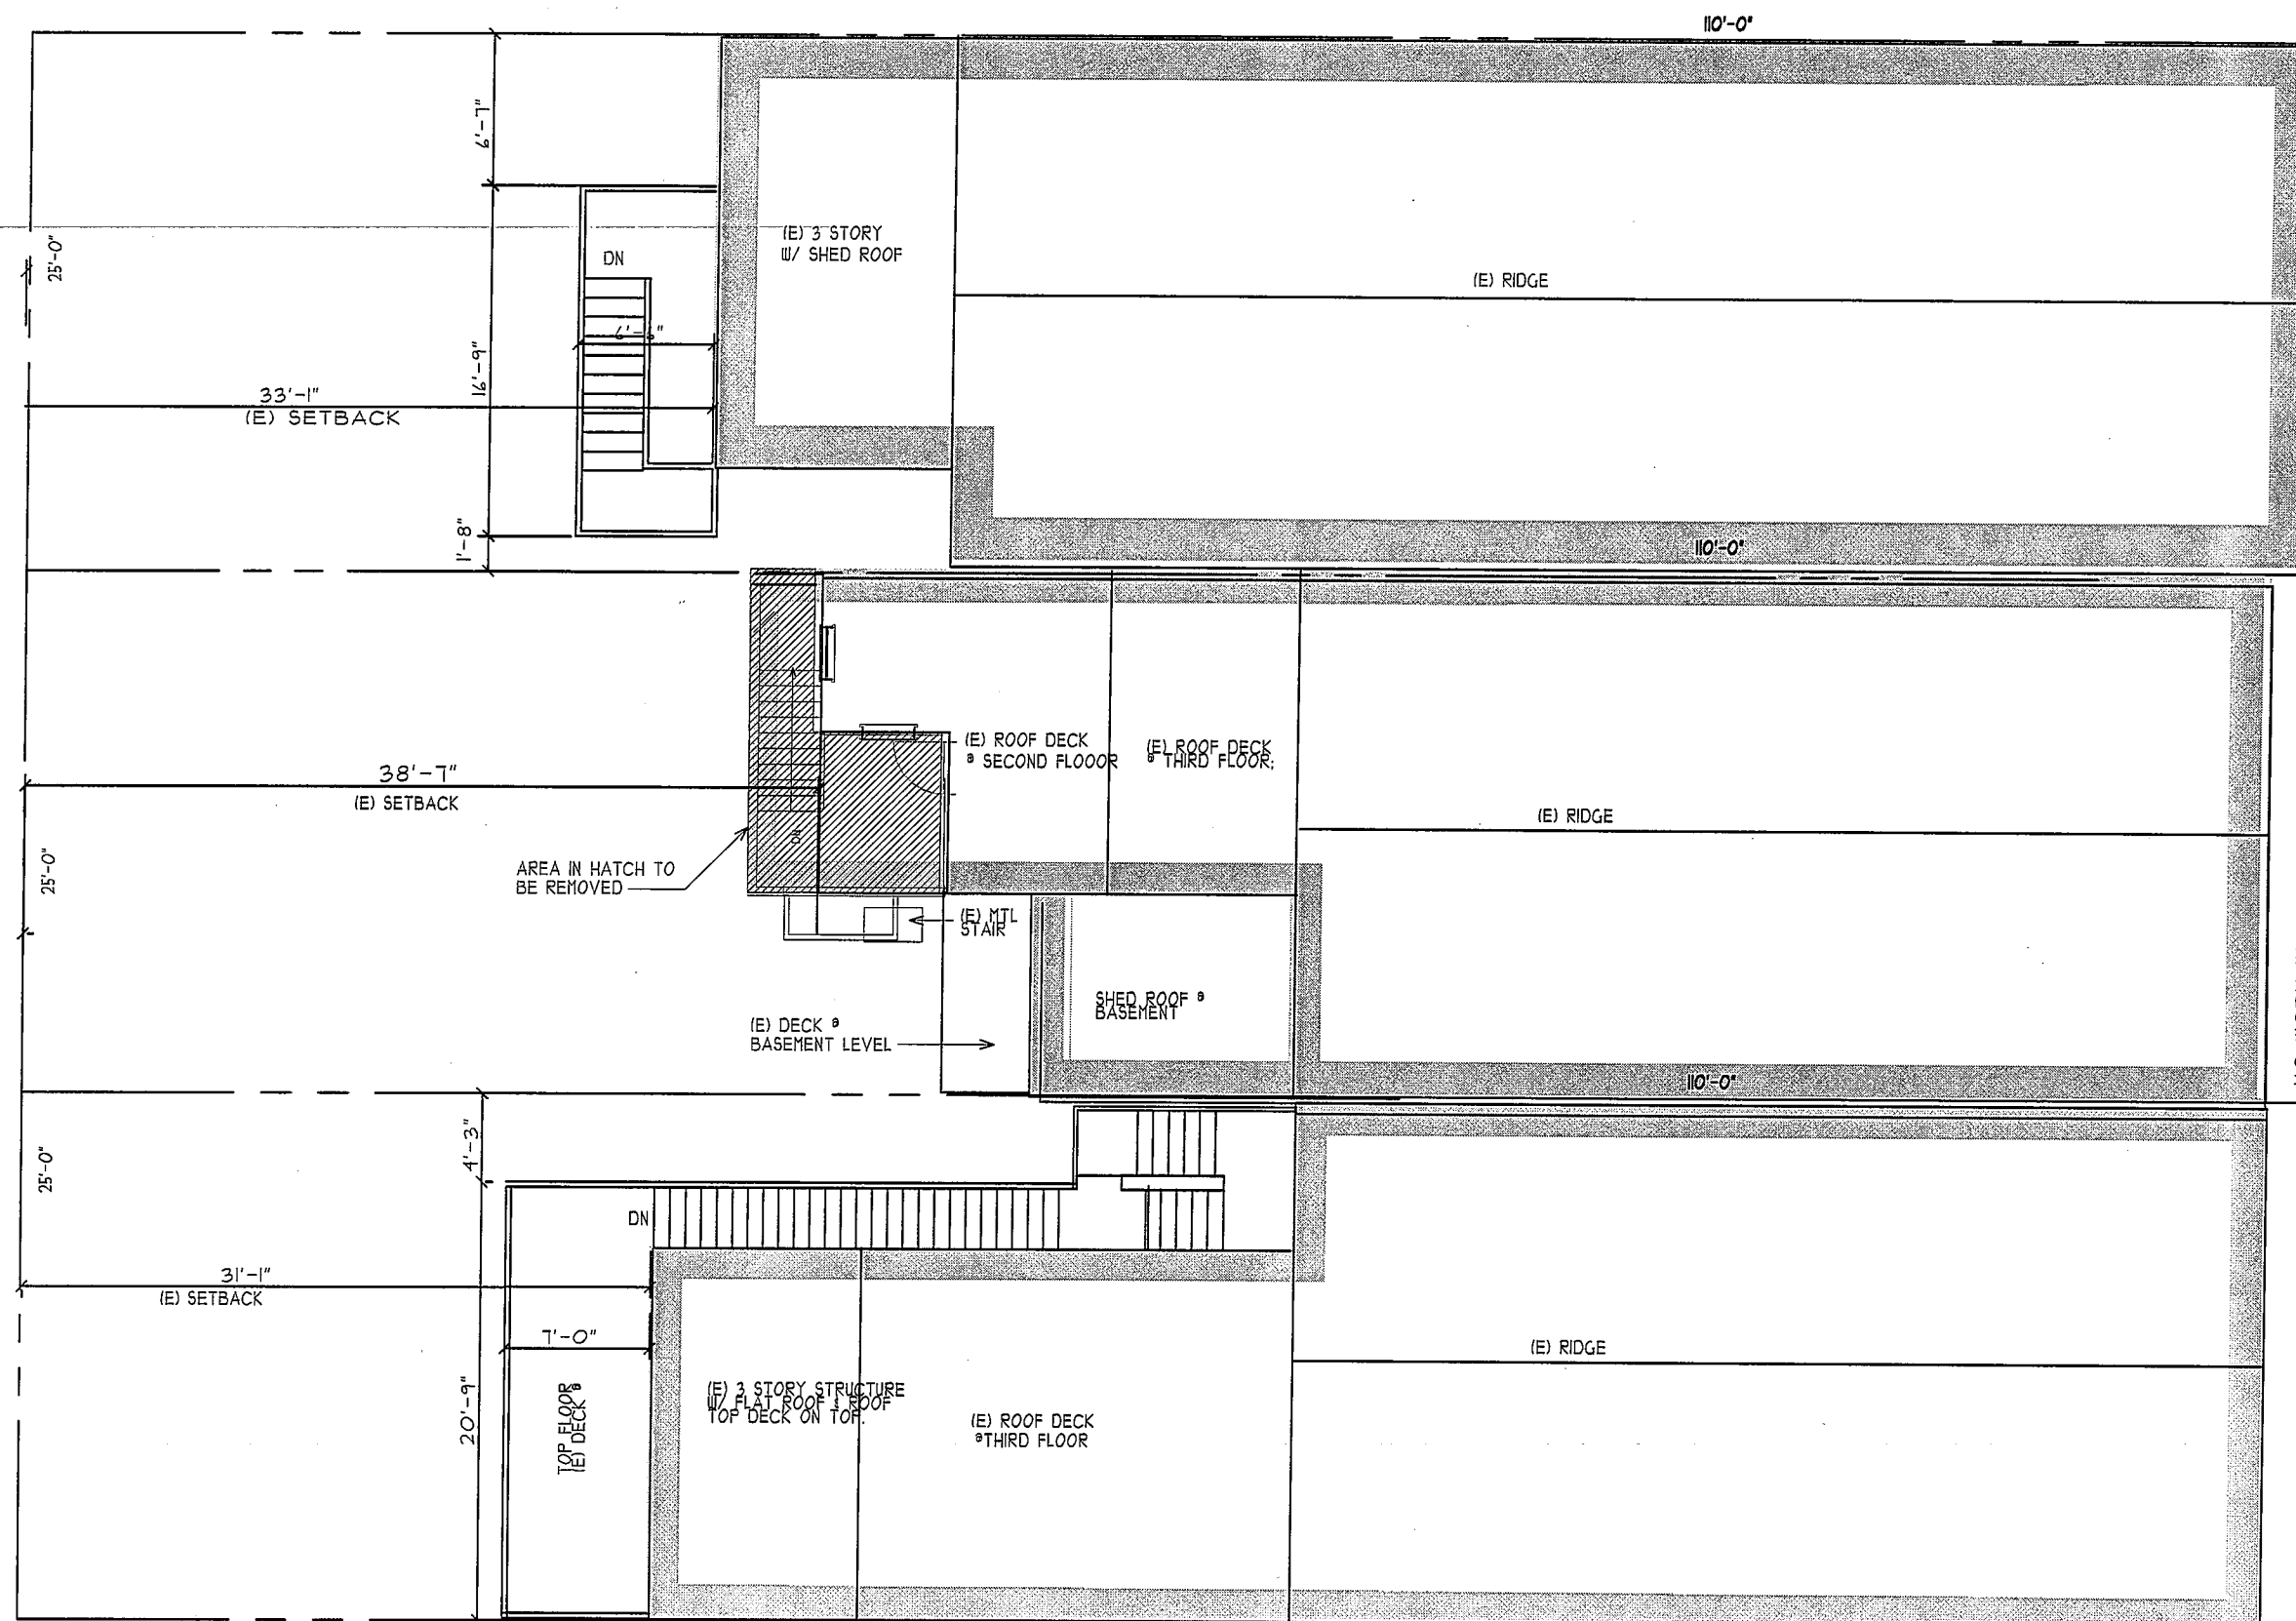 110'-0"
6'-7"
25'-0"
(E) 3 STORY
W/ SHED ROOF
DN
(E) RIDGE
16'-9"
33'-1"
(E) SETBACK
1'-8"
110'-0"
(E) ROOF DECK
@ SECOND FLOOOR
(E) ROOF DECK
@ THIRD FLOOR;
38'-7"
(E) SETBACK
(E) RIDGE
DN
AREA IN HATCH TO
BE REMOVED
25'-0"
(E) MTL
STAIR
SHED ROOF @
BASEMENT
(E) DECK @
BASEMENT LEVEL
110'-0"
4'-3"
25'-0"
DN
31'-1"
(E) SETBACK
7'-0"
(E) RIDGE
20'-9"
TOP FLOOR
(E) DECK @
(E) 3 STORY STRUCTURE
W/ FLAT ROOF & ROOF
TOP DECK ON TOP.
(E) ROOF DECK
@THIRD FLOOR